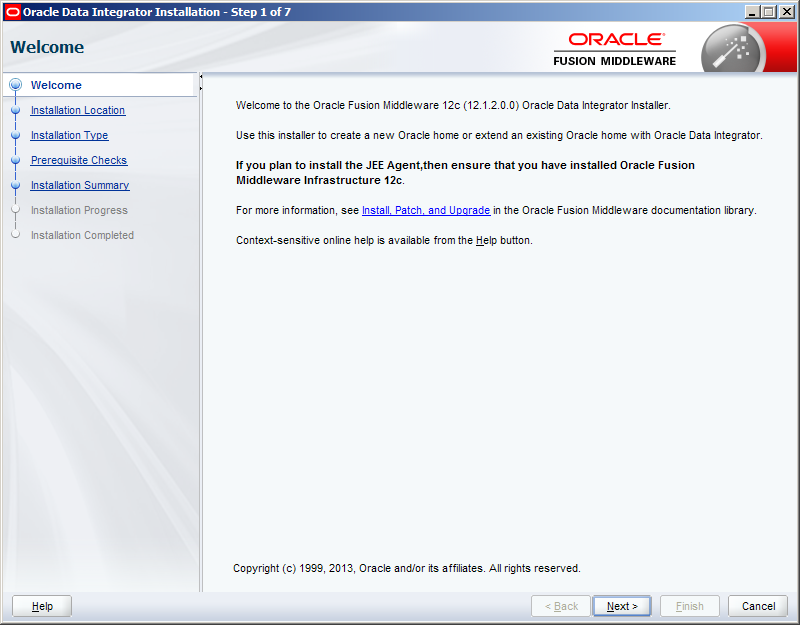 Oracle Data Integrator Installation - Step 1 of 7
Welcome
ORACLE®
FUSION MIDDLEWARE
Welcome
Installation Location
Installation Type
Prerequisite Checks
Installation Summary
Installation Progress
Installation Completed
Welcome to the Oracle Fusion Middleware 12c (12.1.2.0.0) Oracle Data Integrator Installer.
Use this installer to create a new Oracle home or extend an existing Oracle home with Oracle Data Integrator.
If you plan to install the JEE Agent,then ensure that you have installed Oracle Fusion
Middleware Infrastructure 12c.
For more information, see Install, Patch, and Upgrade in the Oracle Fusion Middleware documentation library.
Context-sensitive online help is available from the Help button.
Copyright (c) 1999, 2013, Oracle and/or its affiliates. All rights reserved.
Help
< Back
Next >
Finish
Cancel